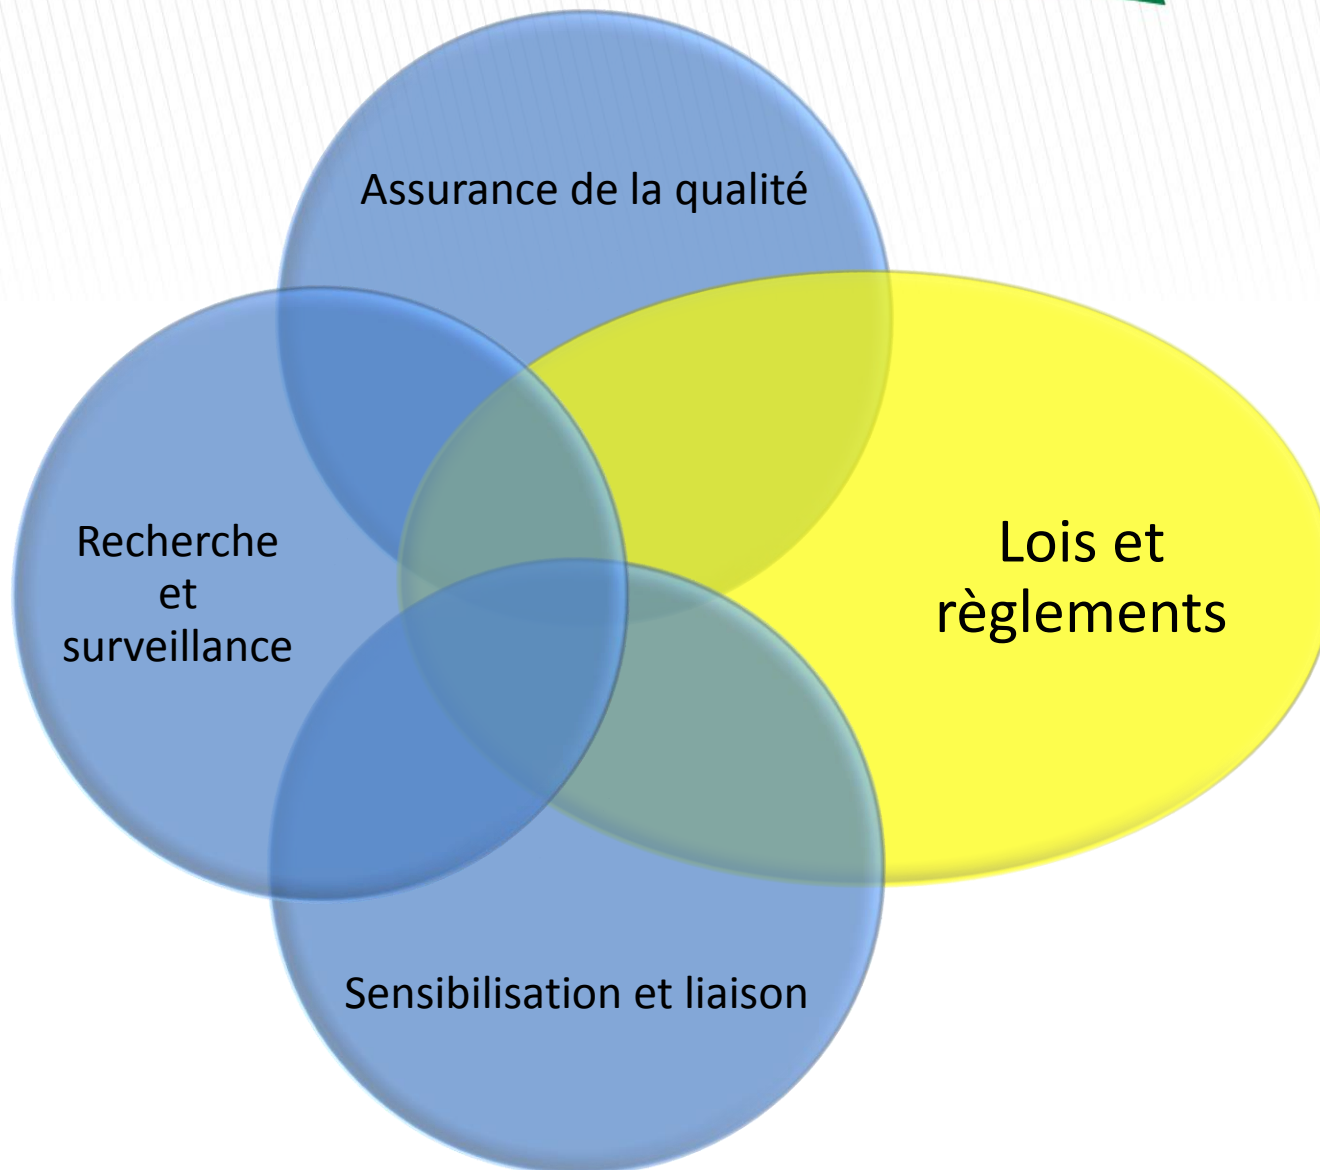 Assurance de la qualité
Recherche
et
surveillance
Lois et
règlements
Sensibilisation et liaison